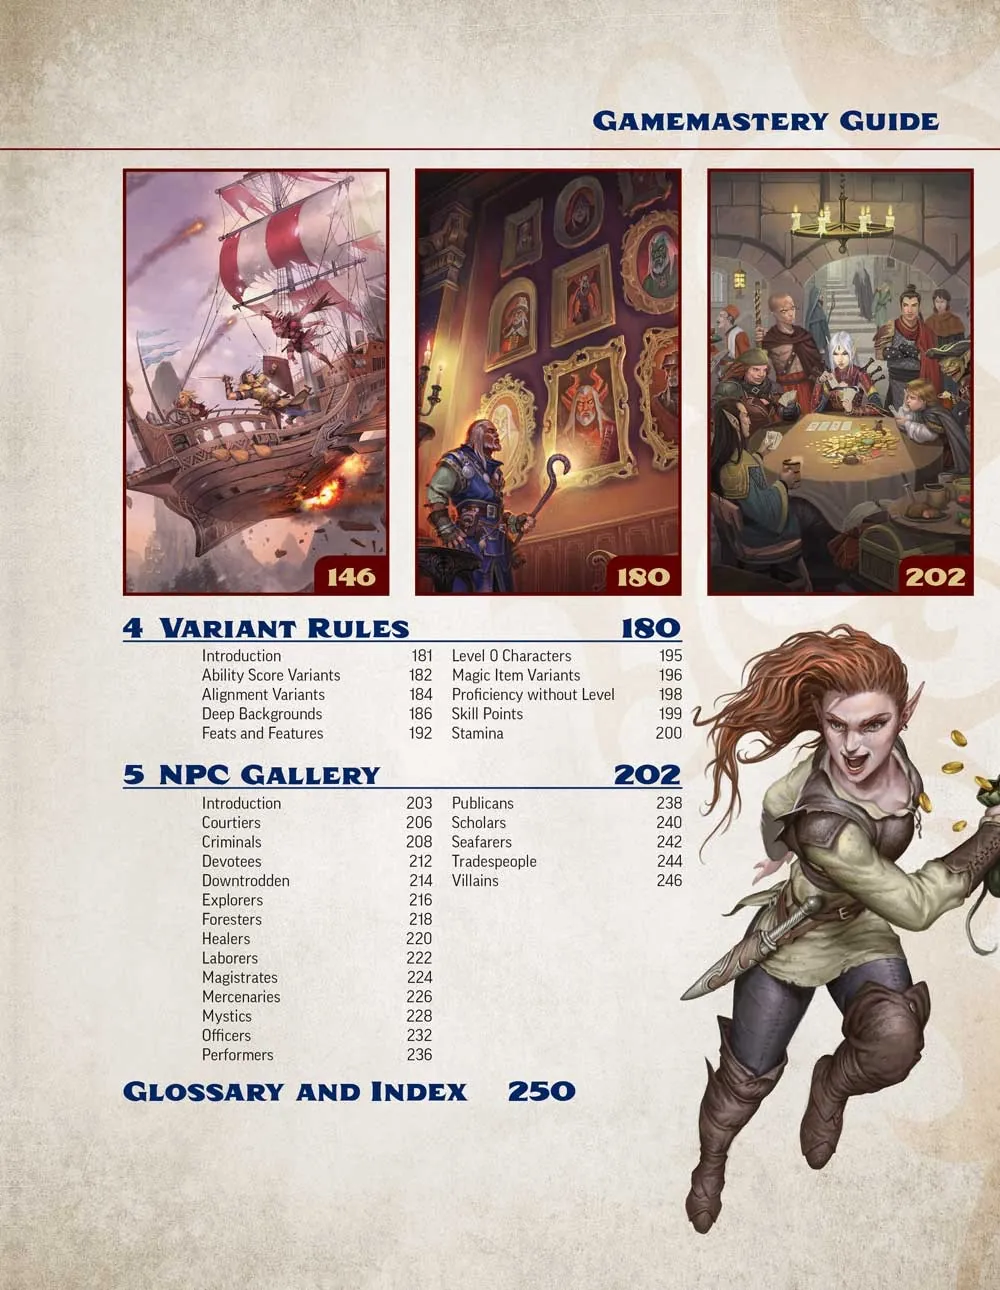 Gamemastery Guide
146
180
202
4 Variant Rules 180
Introduction 181
Ability Score Variants 182
Alignment Variants 184
Deep Backgrounds 186
Feats and Features 192
Level 0 Characters 195
Magic Item Variants 196
Proficiency without Level 198
Skill Points 199
Stamina 200
5 NPC Gallery 202
Introduction 203
Courtiers 206
Criminals 208
Devotees 212
Downtrodden 214
Explorers 216
Foresters 218
Healers 220
Laborers 222
Magistrates 224
Mercenaries 226
Mystics 228
Officers 232
Performers 236
Publicans 238
Scholars 240
Seafarers 242
Tradespeople 244
Villains 246
Glossary and Index 250